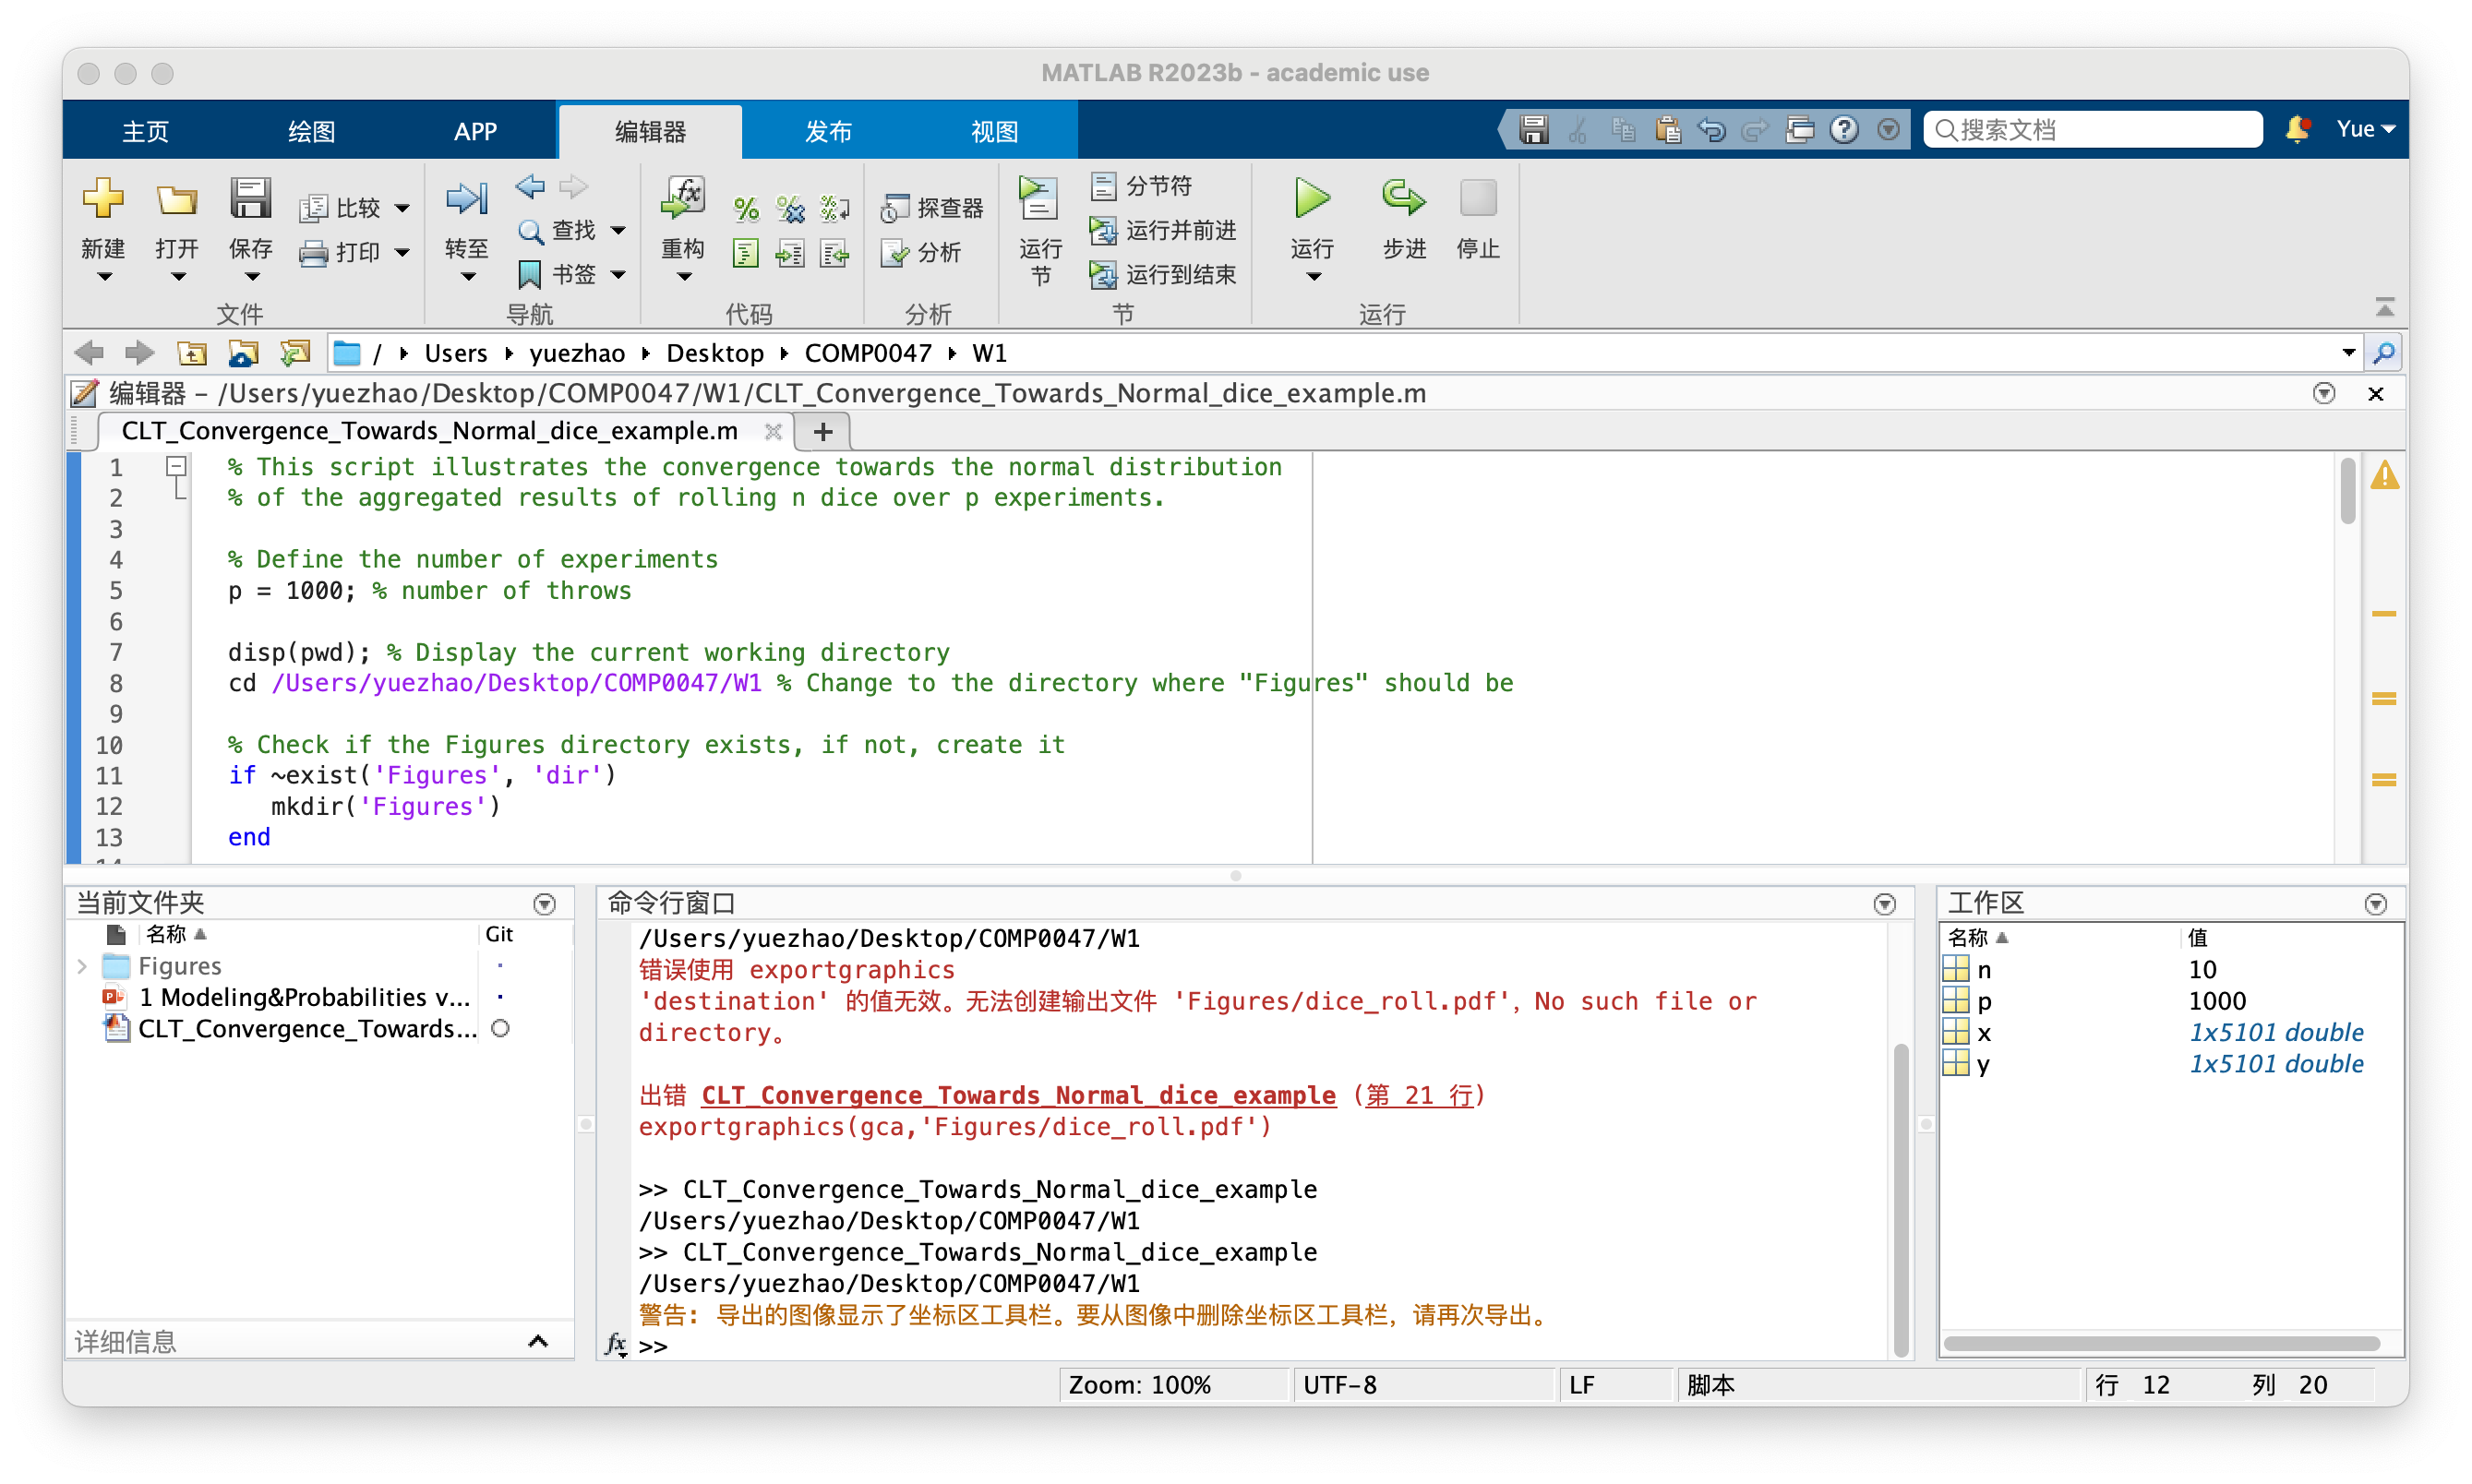 MATLAB R2023b - academic use
主页 绘图 APP 编辑器 发布 视图 搜索文档 Yue
新建 打开 保存 比较 打印 转至 查找 书签 重构 探查器 分析 运行节 分节符 运行并前进 运行到结束 运行 步进 停止
文件 导航 代码 分析 节 运行
/ Users yuezhao Desktop COMP0047 W1
编辑器 – /Users/yuezhao/Desktop/COMP0047/W1/CLT_Convergence_Towards_Normal_dice_example.m
CLT_Convergence_Towards_Normal_dice_example.m
1 % This script illustrates the convergence towards the normal distribution
2 % of the aggregated results of rolling n dice over p experiments.
3
4 % Define the number of experiments
5 p = 1000; % number of throws
6
7 disp(pwd); % Display the current working directory
8 cd /Users/yuezhao/Desktop/COMP0047/W1 % Change to the directory where "Figures" should be
9
10 % Check if the Figures directory exists, if not, create it
11 if ~exist('Figures', 'dir')
12 mkdir('Figures')
13 end
当前文件夹
名称 Git
Figures
1 Modeling&Probabilities v...
CLT_Convergence_Towards...
详细信息
命令行窗口
/Users/yuezhao/Desktop/COMP0047/W1
错误使用 exportgraphics
'destination' 的值无效。无法创建输出文件 'Figures/dice_roll.pdf', No such file or
directory。
出错 CLT_Convergence_Towards_Normal_dice_example (第 21 行)
exportgraphics(gca,'Figures/dice_roll.pdf')
>> CLT_Convergence_Towards_Normal_dice_example
/Users/yuezhao/Desktop/COMP0047/W1
>> CLT_Convergence_Towards_Normal_dice_example
/Users/yuezhao/Desktop/COMP0047/W1
警告: 导出的图像显示了坐标区工具栏。要从图像中删除坐标区工具栏，请再次导出。
fx >>
工作区
名称 值
n 10
p 1000
x 1x5101 double
y 1x5101 double
Zoom: 100% UTF-8 LF 脚本 行 12 列 20